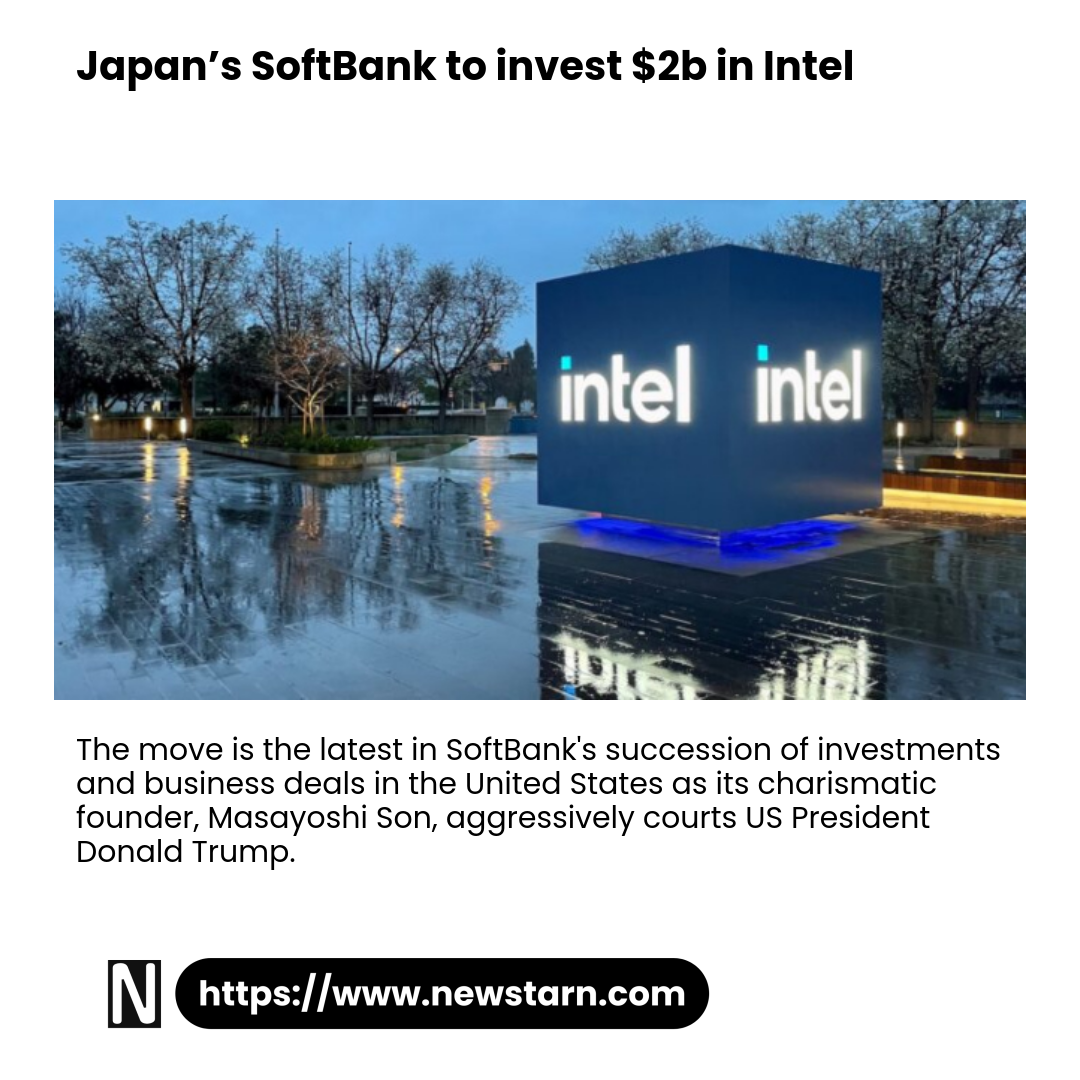 Japan’s SoftBank to invest $2b in Intel
intel
intel
The move is the latest in SoftBank's succession of investments
and business deals in the United States as its charismatic
founder, Masayoshi Son, aggressively courts US President
Donald Trump.
N
https://www.newstarn.com